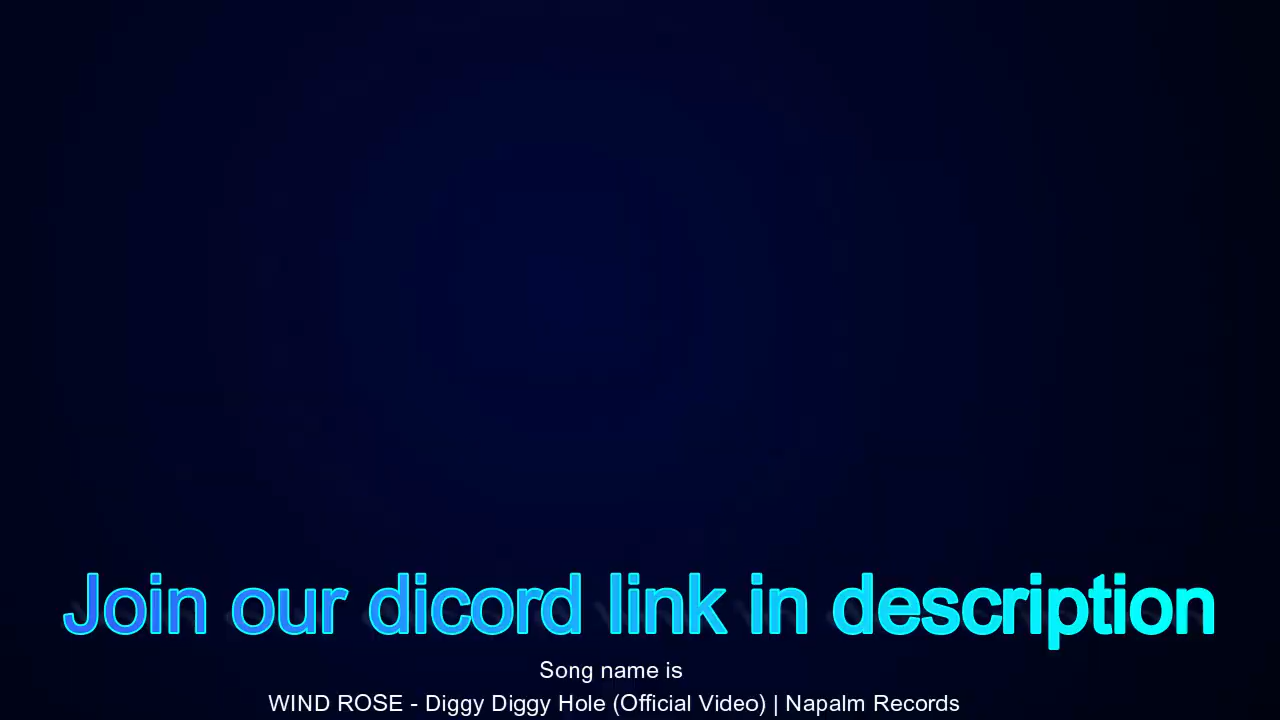 Join our dicord link in description
Song name is
WIND ROSE - Diggy Diggy Hole (Official Video) | Napalm Records